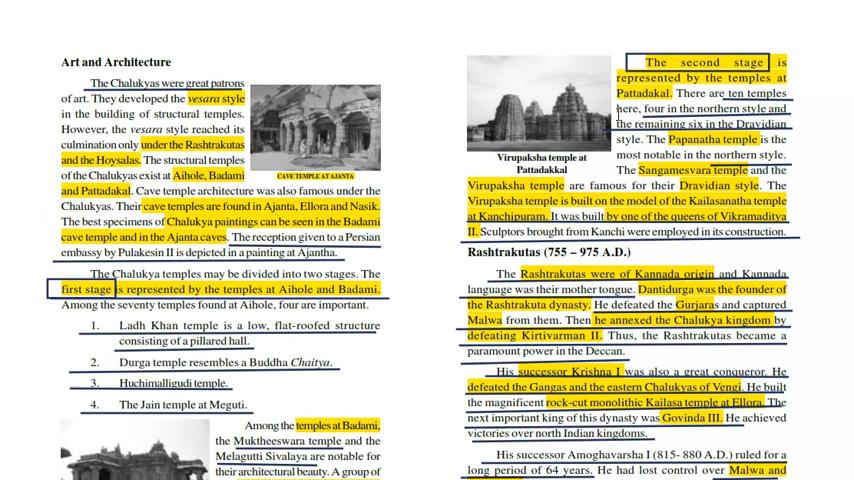 Art and Architecture
The Chalukyas were great patrons
of art. They developed the vesara style
in the building of structural temples.
However, the vesara style reached its
culmination only under the Rashtrakutas
and the Hoysalas. The structural temples
of the Chalukyas exist at Aihole, Badami
and Pattadakal. Cave temple architecture was also famous under the
Chalukyas. Their cave temples are found in Ajanta, Ellora and Nasik.
The best specimens of Chalukya paintings can be seen in the Badami
cave temple and in the Ajanta caves. The reception given to a Persian
embassy by Pulakesin II is depicted in a painting at Ajantha.
CAVE TEMPLE AT AJANTA
The Chalukya temples may be divided into two stages. The
first stage is represented by the temples at Aihole and Badami.
Among the seventy temples found at Aihole, four are important.
1. Ladh Khan temple is a low, flat-roofed structure
consisting of a pillared hall.
2. Durga temple resembles a Buddha Chaitya.
3. Huchimalligudi temple.
4. The Jain temple at Meguti.
Among the temples at Badami,
the Muktheeswara temple and the
Melagutti Sivalaya are notable for
their architectural beauty. A group of
Virupaksha temple at
Pattadakkal
The second stage is
represented by the temples at
Pattadakal. There are ten temples
here, four in the northern style and
the remaining six in the Dravidian
style. The Papanatha temple is the
most notable in the northern style.
The Sangamesvara temple and the
Virupaksha temple are famous for their Dravidian style. The
Virupaksha temple is built on the model of the Kailasanatha temple
at Kanchipuram. It was built by one of the queens of Vikramaditya
II. Sculptors brought from Kanchi were employed in its construction.
Rashtrakutas (755 – 975 A.D.)
The Rashtrakutas were of Kannada origin and Kannada
language was their mother tongue. Dantidurga was the founder of
the Rashtrakuta dynasty. He defeated the Gurjaras and captured
Malwa from them. Then he annexed the Chalukya kingdom by
defeating Kirtivarman II. Thus, the Rashtrakutas became a
paramount power in the Deccan.
His successor Krishna I was also a great conqueror. He
defeated the Gangas and the eastern Chalukyas of Vengi. He built
the magnificent rock-cut monolithic Kailasa temple at Ellora. The
next important king of this dynasty was Govinda III. He achieved
victories over north Indian kingdoms.
His successor Amoghavarsha I (815- 880 A.D.) ruled for a
long period of 64 years. He had lost control over Malwa and